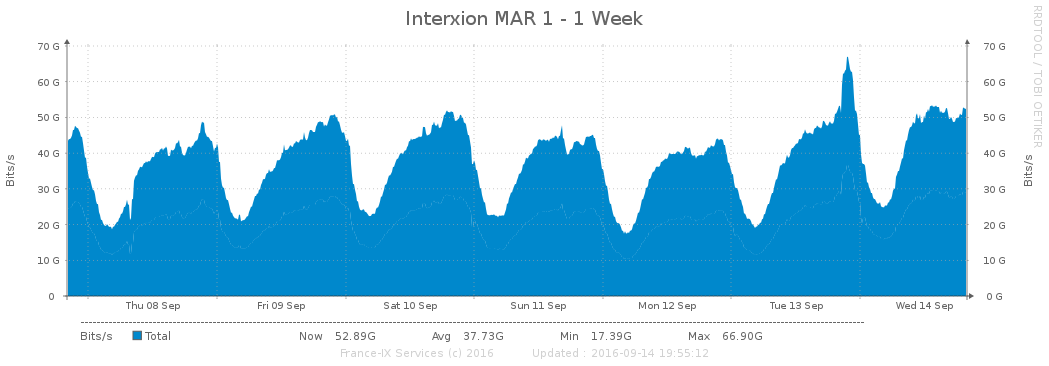 Interxion MAR 1 - 1 Week
RRDTOOL / TOBI OETIKER
70 G 70 G
60 G 60 G
50 G 50 G
40 G 40 G
30 G 30 G
20 G 20 G
10 G 10 G
0 0 G
Bits/s
Bits/s
Thu 08 Sep Fri 09 Sep Sat 10 Sep Sun 11 Sep Mon 12 Sep Tue 13 Sep Wed 14 Sep
Bits/s Total Now 52.89G Avg 37.73G Min 17.39G Max 66.90G
France-IX Services (c) 2016 Updated : 2016-09-14 19:55:12